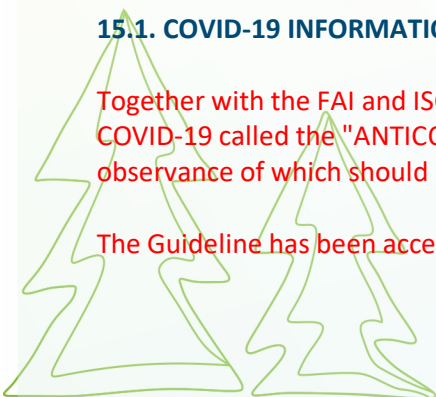 15.1. COVID-19 INFORMATIO
Together with the FAI and IS
COVID-19 called the "ANTICO
observance of which should
The Guideline has been acce